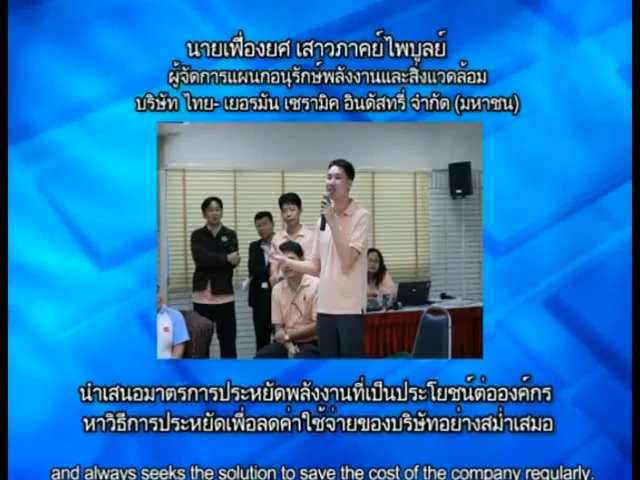 นายเฟื่องยศ เสาวภาคย์ไพบูลย์
ผู้จัดการแผนกอนุรักษ์พลังงานและสิ่งแวดล้อม
บริษัท ไทย- เยอรมัน เซรามิค อินดัสทรี่ จำกัด (มหาชน)
นำเสนอมาตรการประหยัดพลังงานที่เป็นประโยชน์ต่อองค์กร
หาวิธีการประหยัดเพื่อลดค่าใช้จ่ายของบริษัทอย่างสม่ำเสมอ
and always seeks the solution to save the cost of the company regularly.